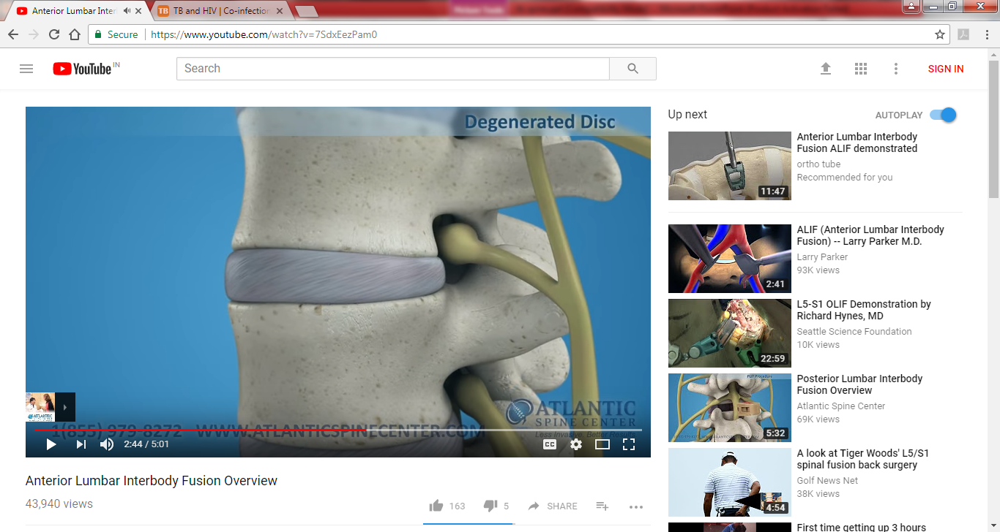 Anterior Lumbar Inter
TB and HIV | Co-infection
Secure
https://www.youtube.com/watch?v=7SdxEezPam0
YouTube IN
Search
SIGN IN
Degenerated Disc
ATLANTIC
SPINE CENTER
Less Invasive. Better Results
1(855) 979-8272 WWW.ATLANTICSPINECENTER.COM
2:44 / 5:01
CC
Anterior Lumbar Interbody Fusion Overview
43,940 views
163
5
SHARE
Up next
AUTOPLAY
11:47
Anterior Lumbar Interbody
Fusion ALIF demonstrated
ortho tube
Recommended for you
2:41
ALIF (Anterior Lumbar Interbody
Fusion) -- Larry Parker M.D.
Larry Parker
93K views
22:59
L5-S1 OLIF Demonstration by
Richard Hynes, MD
Seattle Science Foundation
10K views
PLIF Procedure
5:32
Posterior Lumbar Interbody
Fusion Overview
Atlantic Spine Center
69K views
4:54
A look at Tiger Woods' L5/S1
spinal fusion back surgery
Golf News Net
38K views
First time getting up 3 hours